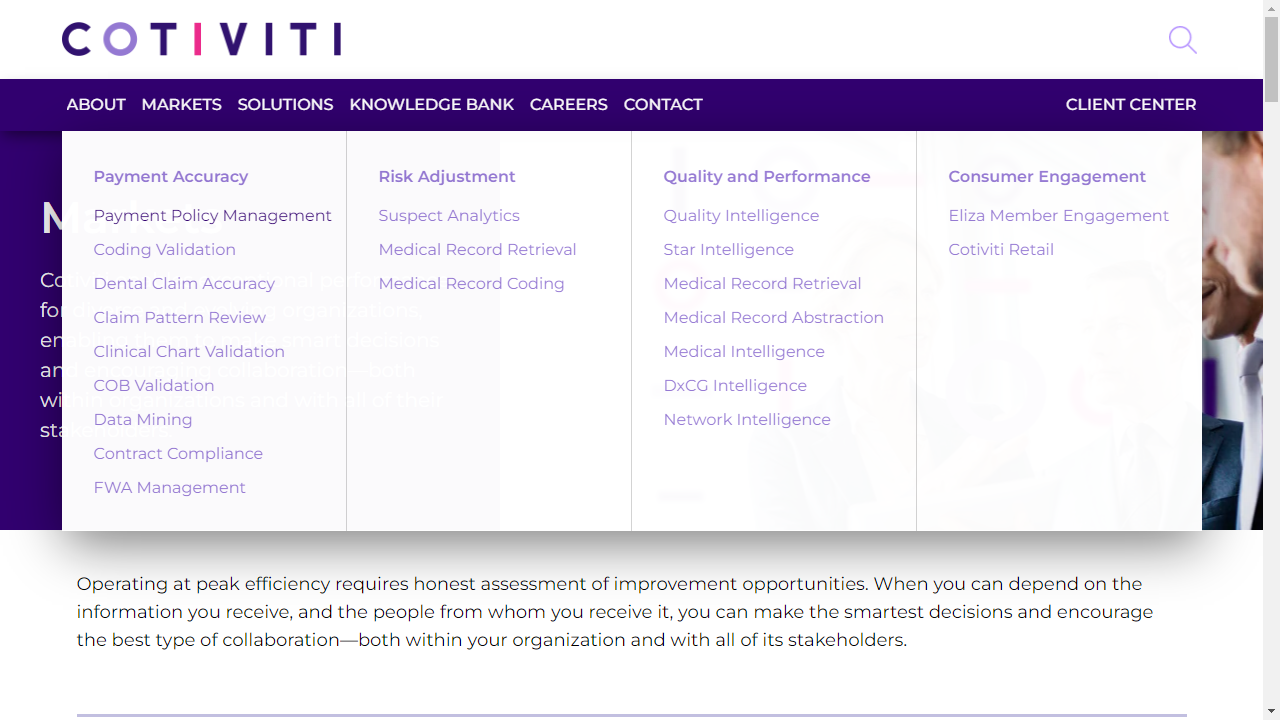 COTIVITI
ABOUT MARKETS SOLUTIONS KNOWLEDGE BANK CAREERS CONTACT CLIENT CENTER
Markets
Payment Accuracy
Payment Policy Management
Coding Validation
Dental Claim Accuracy
Claim Pattern Review
Clinical Chart Validation
COB Validation
Data Mining
Contract Compliance
FWA Management
Risk Adjustment
Suspect Analytics
Medical Record Retrieval
Medical Record Coding
Quality and Performance
Quality Intelligence
Star Intelligence
Medical Record Retrieval
Medical Record Abstraction
Medical Intelligence
DxCG Intelligence
Network Intelligence
Consumer Engagement
Eliza Member Engagement
Cotiviti Retail
Operating at peak efficiency requires honest assessment of improvement opportunities. When you can depend on the
information you receive, and the people from whom you receive it, you can make the smartest decisions and encourage
the best type of collaboration—both within your organization and with all of its stakeholders.